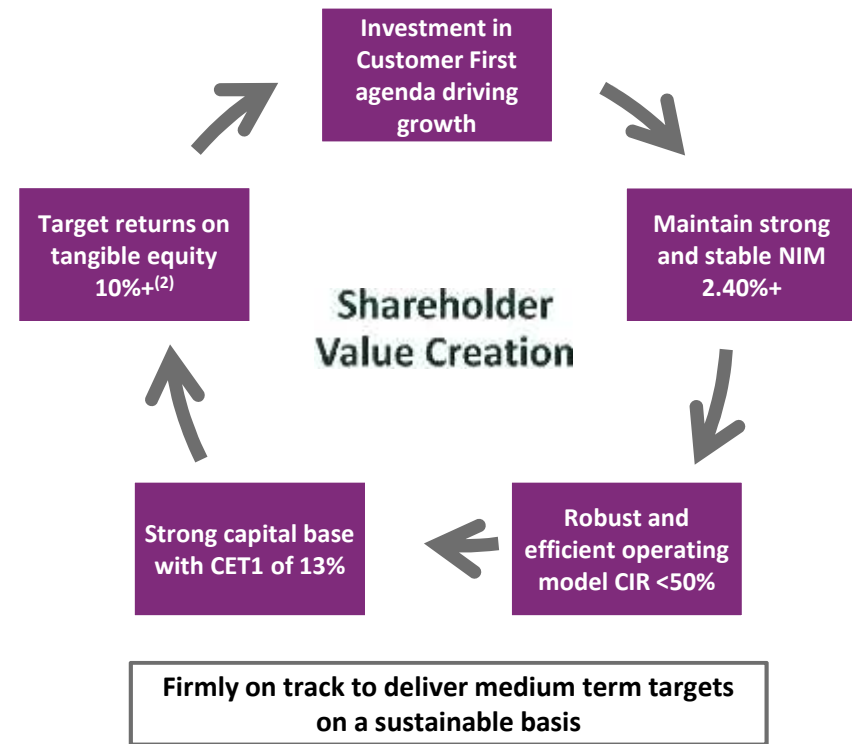 Investment in
Customer First
agenda driving
growth
Target returns on
tangible equity
10%+(2)
Maintain strong
and stable NIM
2.40%+
Shareholder
Value Creation
Strong capital base
with CET1 of 13%
Robust and
efficient operating
model CIR <50%
Firmly on track to deliver medium term targets
on a sustainable basis